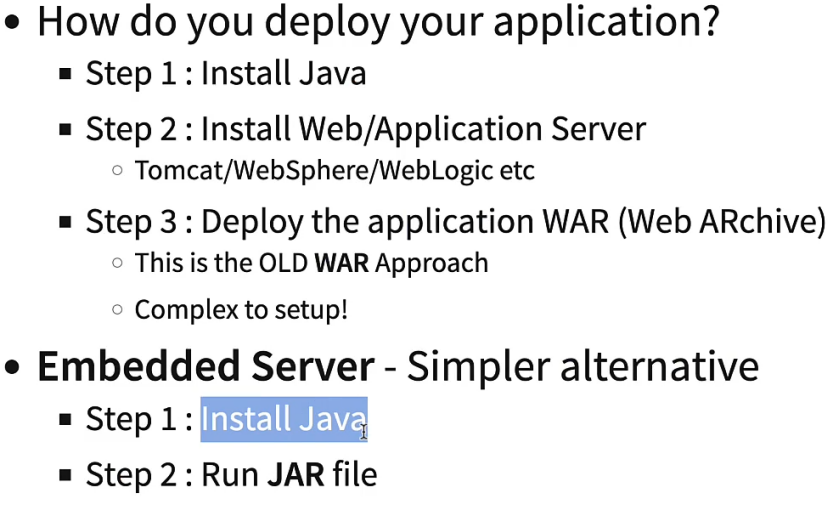 How do you deploy your application?
Step 1 : Install Java
Step 2 : Install Web/Application Server
Tomcat/WebSphere/WebLogic etc
Step 3 : Deploy the application WAR (Web ARchive)
This is the OLD WAR Approach
Complex to setup!
Embedded Server - Simpler alternative
Step 1 : Install Java
Step 2 : Run JAR file